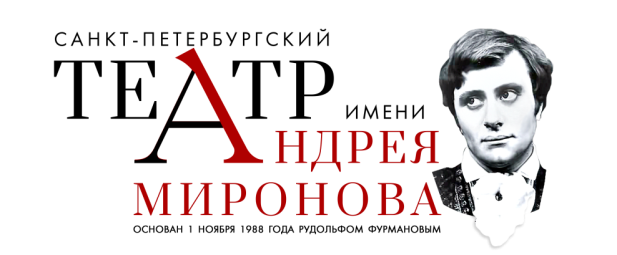 САНКТ-ПЕТЕРБУРГСКИЙ
ТЕАТР ИМЕНИ
АНДРЕЯ
МИРОНОВА
ОСНОВАН 1 НОЯБРЯ 1988 ГОДА РУДОЛЬФОМ ФУРМАНОВЫМ